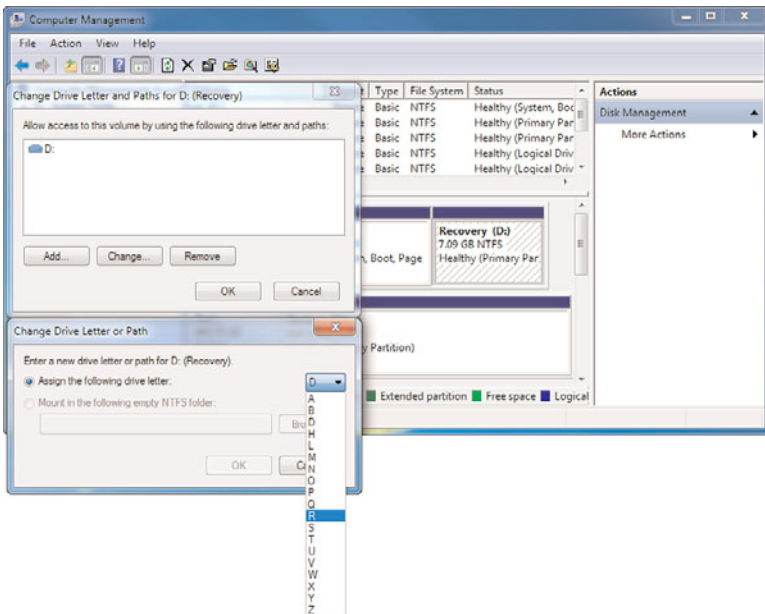 Computer Management
File Action View Help
Change Drive Letter and Paths for D: (Recovery)
Allow access to this volume by using the following drive letter and paths:
D:
Add... Change... Remove
OK Cancel
Type File System Status
Basic NTFS Healthy (System, Boo
Basic NTFS Healthy (Primary Par
Basic NTFS Healthy (Primary Par
Basic NTFS Healthy (Logical Driv
Basic NTFS Healthy (Logical Driv
Actions
Disk Management
More Actions
Recovery (D:)
7.09 GB NTFS
Healthy (Primary Par
, Boot, Page
Partition)
Extended partition Free space Logical
Change Drive Letter or Path
Enter a new drive letter or path for D: (Recovery).
Assign the following drive letter:
D
Mount in the following empty NTFS folder:
Bro
OK Ca
A
B
D
H
L
M
N
O
P
Q
R
S
T
U
V
W
X
Y
Z